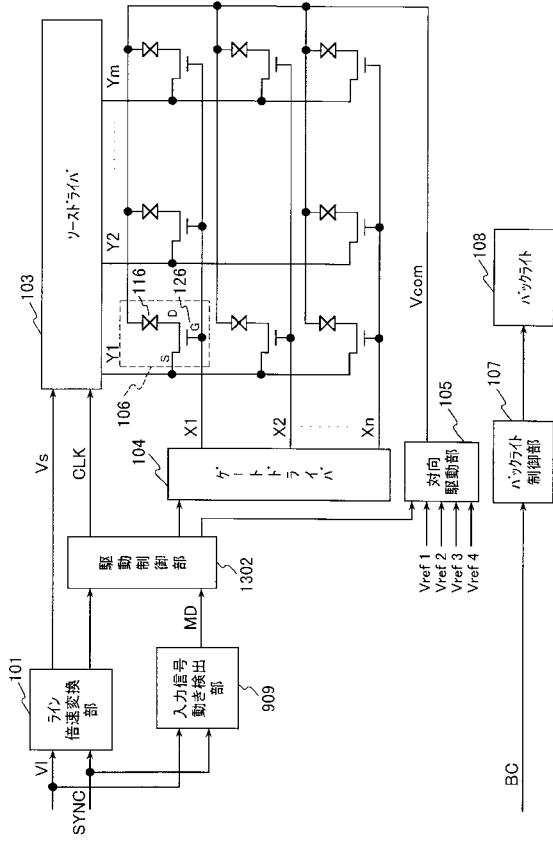 VI
SYNC
101
ライン
倍速変換
部
入力信号
動き検出
部
909
Vs
CLK
MD
駆動制御部
1302
103
ソースドライバ
104
ゲートドライバ
X1
X2
Xn
Y1
Y2
Ym
106
116
126
S
D
G
対向
駆動部
105
Vref 1
Vref 2
Vref 3
Vref 4
Vcom
BC
107
バックライト
制御部
108
バックライト